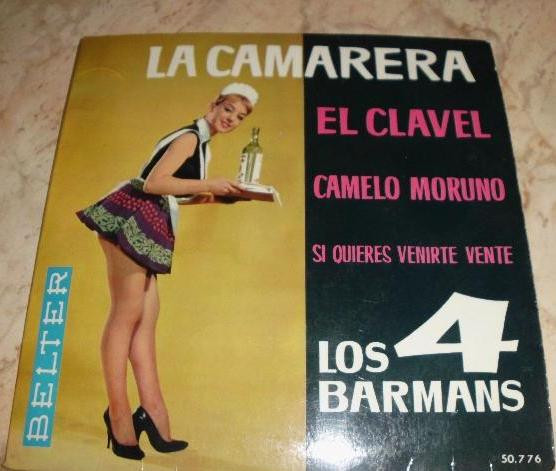 LA CAMARERA
EL CLAVEL
CAMELO MORUNO
SI QUIERES VENIRTE VENTE
LOS 4
BARMANS
BELTER
50.776